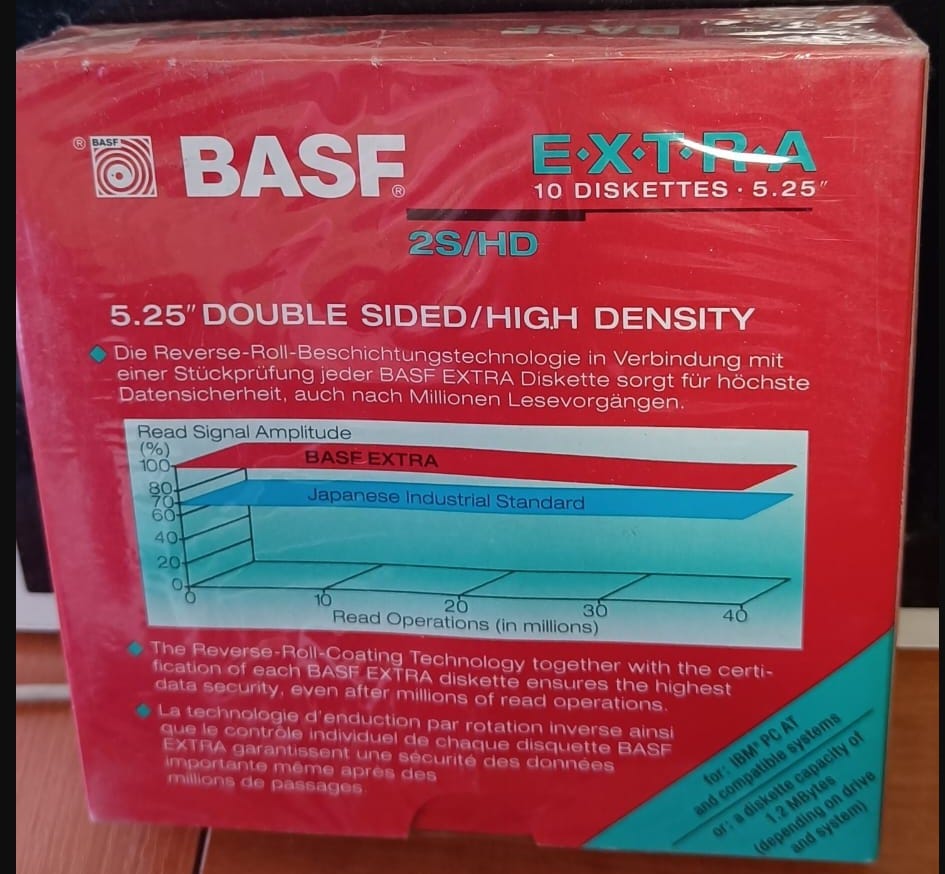 BASF
® BASF
BASF®
E·X·T·R·A
10 DISKETTES · 5.25"
2S/HD
5.25" DOUBLE SIDED/HIGH DENSITY
Die Reverse-Roll-Beschichtungstechnologie in Verbindung mit
einer Stückprüfung jeder BASF EXTRA Diskette sorgt für höchste
Datensicherheit, auch nach Millionen Lesevorgängen.
Read Signal Amplitude
(%)
100
80
70
60
40
20
0
BASF EXTRA
Japanese Industrial Standard
0 10 20 30 40
Read Operations (in millions)
The Reverse-Roll-Coating Technology together with the certi-
fication of each BASF EXTRA diskette ensures the highest
data security, even after millions of read operations.
La technologie d'enduction par rotation inverse ainsi
que le contrôle individuel de chaque disquette BASF
EXTRA garantissent une sécurité des données
importante même après des
millions de passages.
for: IBM® PC AT
and compatible systems
or: a diskette capacity of
1.2 MBytes
(depending on drive
and system)